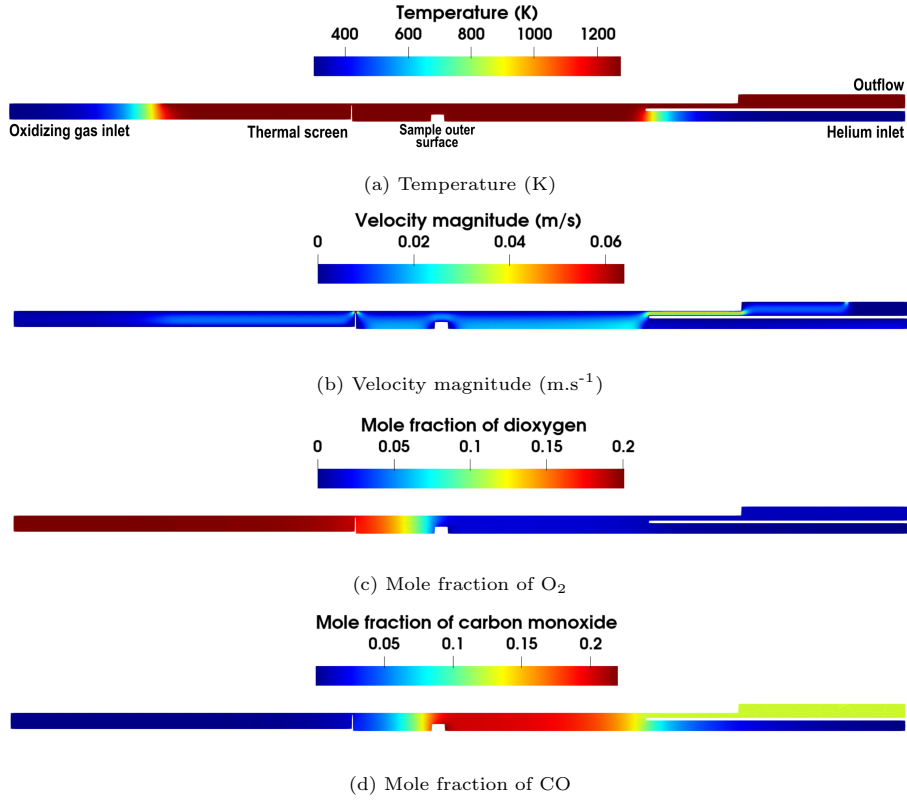 Temperature (K)
400 600 800 1000 1200
Outflow
Oxidizing gas inlet Thermal screen Sample outer Helium inlet
surface
(a) Temperature (K)
Velocity magnitude (m/s)
0 0.02 0.04 0.06
(b) Velocity magnitude (m.s⁻¹)
Mole fraction of dioxygen
0 0.05 0.1 0.15 0.2
(c) Mole fraction of O₂
Mole fraction of carbon monoxide
0.05 0.1 0.15 0.2
(d) Mole fraction of CO